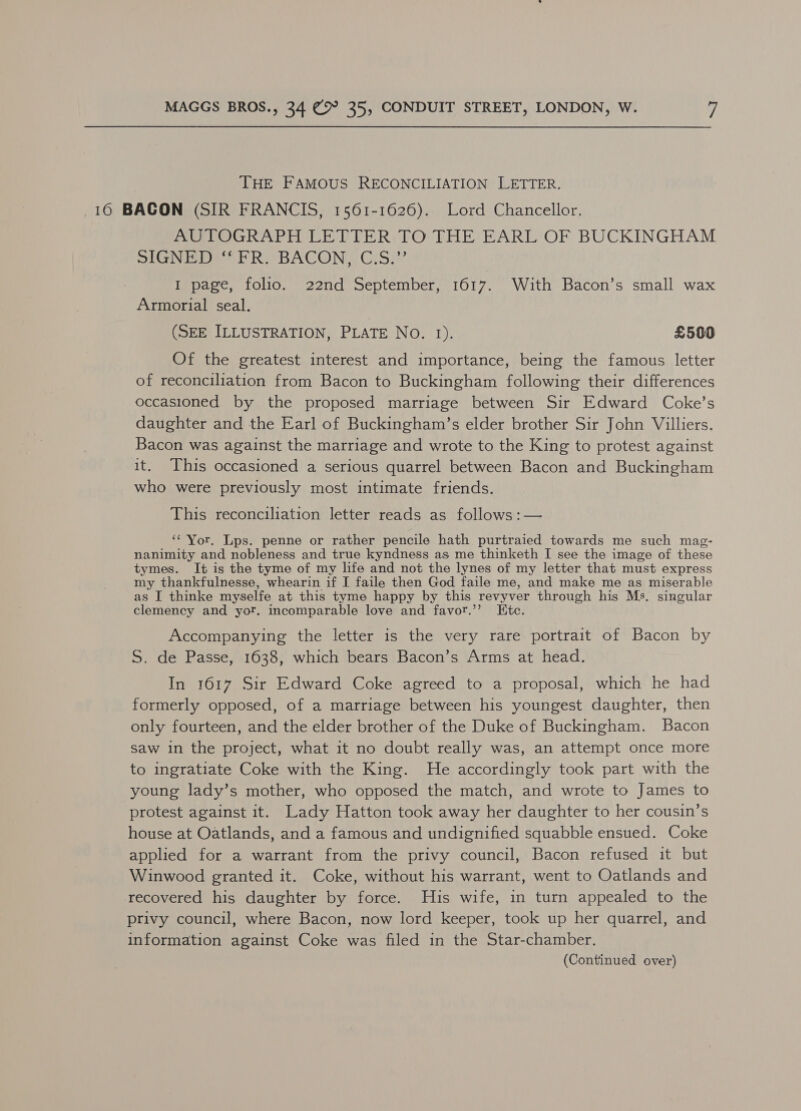 MAGGS BROS., 34 & 35, CONDUIT STREET, LONDON, W. 7
THE FAMOUS RECONCILIATION LETTER.
16 BACON (SIR FRANCIS, 1561-1626). Lord Chancellor.
AUTOGRAPH LETTER TO THE EARL OF BUCKINGHAM
SIGNED “ FR. BACON, C.S.”
1 page, folio. 22nd September, 1617. With Bacon’s small wax
Armorial seal.
(SEE ILLUSTRATION, PLATE NO. 1). £500
Of the greatest interest and importance, being the famous letter
of reconciliation from Bacon to Buckingham following their differences
occasioned by the proposed marriage between Sir Edward Coke’s
daughter and the Earl of Buckingham’s elder brother Sir John Villiers.
Bacon was against the marriage and wrote to the King to protest against
it. This occasioned a serious quarrel between Bacon and Buckingham
who were previously most intimate friends.
This reconciliation letter reads as follows:—
“ Yor. Lps. penne or rather pencile hath purtraied towards me such mag-
nanimity and nobleness and true kyndness as me thinketh I see the image of these
tymes. It is the tyme of my life and not the lynes of my letter that must express
my thankfulnesse, whearin if I faile then God faile me, and make me as miserable
as I thinke myselfe at this tyme happy by this revyver through his Ms. singular
clemency and yor. incomparable love and favor.” Etc.
Accompanying the letter is the very rare portrait of Bacon by
S. de Passe, 1638, which bears Bacon’s Arms at head.
In 1617 Sir Edward Coke agreed to a proposal, which he had
formerly opposed, of a marriage between his youngest daughter, then
only fourteen, and the elder brother of the Duke of Buckingham. Bacon
saw in the project, what it no doubt really was, an attempt once more
to ingratiate Coke with the King. He accordingly took part with the
young lady’s mother, who opposed the match, and wrote to James to
protest against it. Lady Hatton took away her daughter to her cousin’s
house at Oatlands, and a famous and undignified squabble ensued. Coke
applied for a warrant from the privy council, Bacon refused it but
Winwood granted it. Coke, without his warrant, went to Oatlands and
recovered his daughter by force. His wife, in turn appealed to the
privy council, where Bacon, now lord keeper, took up her quarrel, and
information against Coke was filed in the Star-chamber.
(Continued over)